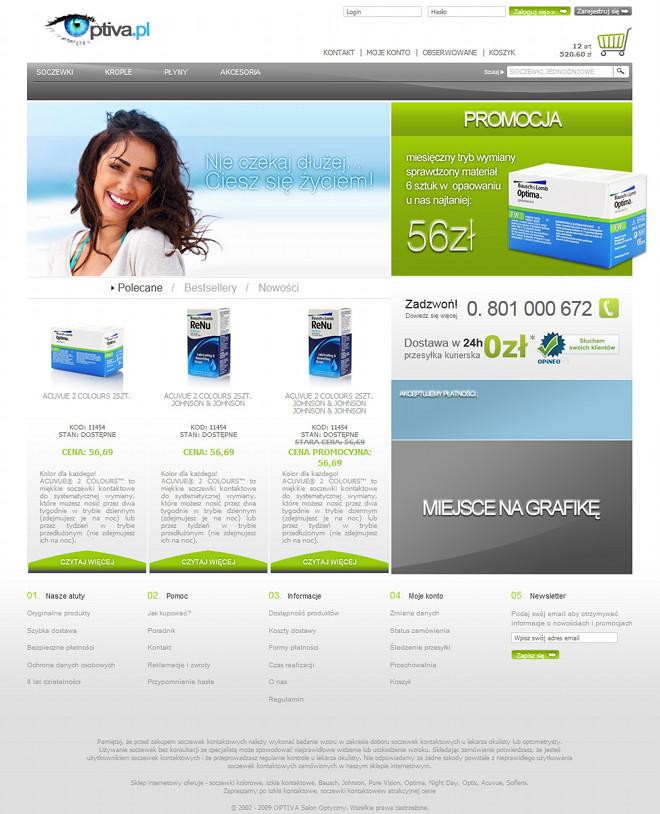 Optiva.pl
Login
Hasło
Zaloguj się>>
Zarejestruj się
KONTAKT | MOJE KONTO | OBSERWOWANE | KOSZYK
12 art
520.60 zł
SOCZEWKI
KROPLE
PŁYNY
AKCESORIA
Szukaj
SOCZEWKI JEDNODNIOWE
Nie czekaj dłużej...
Ciesz się życiem!
PROMOCJA
miesięczny tryb wymiany
sprawdzony materiał
6 sztuk w opaowaniu
u nas najtaniej:
56zł
Bausch & Lomb
Optima
Polecane / Bestsellery / Nowości
Bausch & Lomb
Optima
Bausch & Lomb
ReNu
Bausch & Lomb
ReNu
ACUVUE 2 COLOURS 2SZT.
KOD: 11454
STAN: DOSTĘPNE
CENA: 56,69
Kolor dla każdego!
ACUVUE® 2 COLOURS™ to
miękkie soczewki kontaktowe
do systematycznej wymiany,
które możesz nosić przez dwa
tygodnie w trybie dziennym
(zdejmujesz je na noc) lub
przez tydzień w trybie
przedłużonym (nie zdejmujesz
ich na noc).
CZYTAJ WIĘCEJ
ACUVUE 2 COLOURS 2SZT.
JOHNSON & JOHNSON
KOD: 11454
STAN: DOSTĘPNE
CENA: 56,69
Kolor dla każdego!
ACUVUE® 2 COLOURS™ to
miękkie soczewki kontaktowe
do systematycznej wymiany,
które możesz nosić przez dwa
tygodnie w trybie dziennym
(zdejmujesz je na noc) lub
przez tydzień w trybie
przedłużonym (nie zdejmujesz
ich na noc).
CZYTAJ WIĘCEJ
ACUVUE 2 COLOURS 2SZT.
JOHNSON & JOHNSON
JOHNSON & JOHNSON
KOD: 11454
STAN: DOSTĘPNE
STARA CENA: 56,69
CENA PROMOCYJNA:
56,69
Kolor dla każdego!
ACUVUE® 2 COLOURS™ to
miękkie soczewki kontaktowe
do systematycznej wymiany,
które możesz nosić przez dwa
tygodnie w trybie dziennym
(zdejmujesz je na noc) lub
przez tydzień w trybie
przedłużonym (nie zdejmujesz
ich na noc).
CZYTAJ WIĘCEJ
Zadzwoń!
Dowiedz się więcej
0. 801 000 672
Dostawa w 24h
przesyłka kurierska
0zł*
OPINEO
Słucham
swoich klientów
AKCEPTUJEMY PŁATNOŚCI:
MIEJSCE NA GRAFIKĘ
01. Nasze atuty
Oryginalne produkty
Szybka dostawa
Bezpieczne płatności
Ochrona danych osobowych
8 lat działalności
02. Pomoc
Jak kupować?
Poradnik
Kontakt
Reklamacje i zwroty
Przypomnienie hasła
03. Informacje
Dostępność produktów
Koszty dostawy
Formy płatności
Czas realizacji
O nas
Regulamin
04. Moje konto
Zmiana danych
Status zamówienia
Śledzenie przesyłki
Przechowalnia
Koszyk
05. Newsletter
Podaj swój email aby otrzymywać
informacje o nowościach i promocjach
Wpisz swój adres email
Zapisz się
Pamiętaj, że przed zakupem soczewek kontaktowych należy wykonać badanie wzoru w zakresie doboru soczewek kontaktowych u lekarza okulisty lub optometrysty.
Używanie soczewek bez konsultacji ze specjalistą może spowodować nieprawidłowe widzenie lub uszkodzenie wzroku. Składając zamówienie potwierdzasz, że jesteś
użytkownikiem soczewek kontaktowych i że przeprowadzasz regularne kontrole u lekarza okulisty. Nie odpowiadamy za żadne szkody powstałe z nieprawidłego użytkowania
soczewek kontaktowych zamówionych w naszym sklepie internetowym.
Sklep internetowy oferuje - soczewki kolorowe, szkła kontaktowe, Bausch, Johnson, Pure Vision, Optima, Night Day, Optix, Acuvue, Soflens.
Zapraszamy po szkła kontaktowe, soczewki kontaktowew atrakcyjnej cenie
© 2002 - 2009 OPTIVA Salon Optyczny. Wszelkie prawa zastrzeżone.